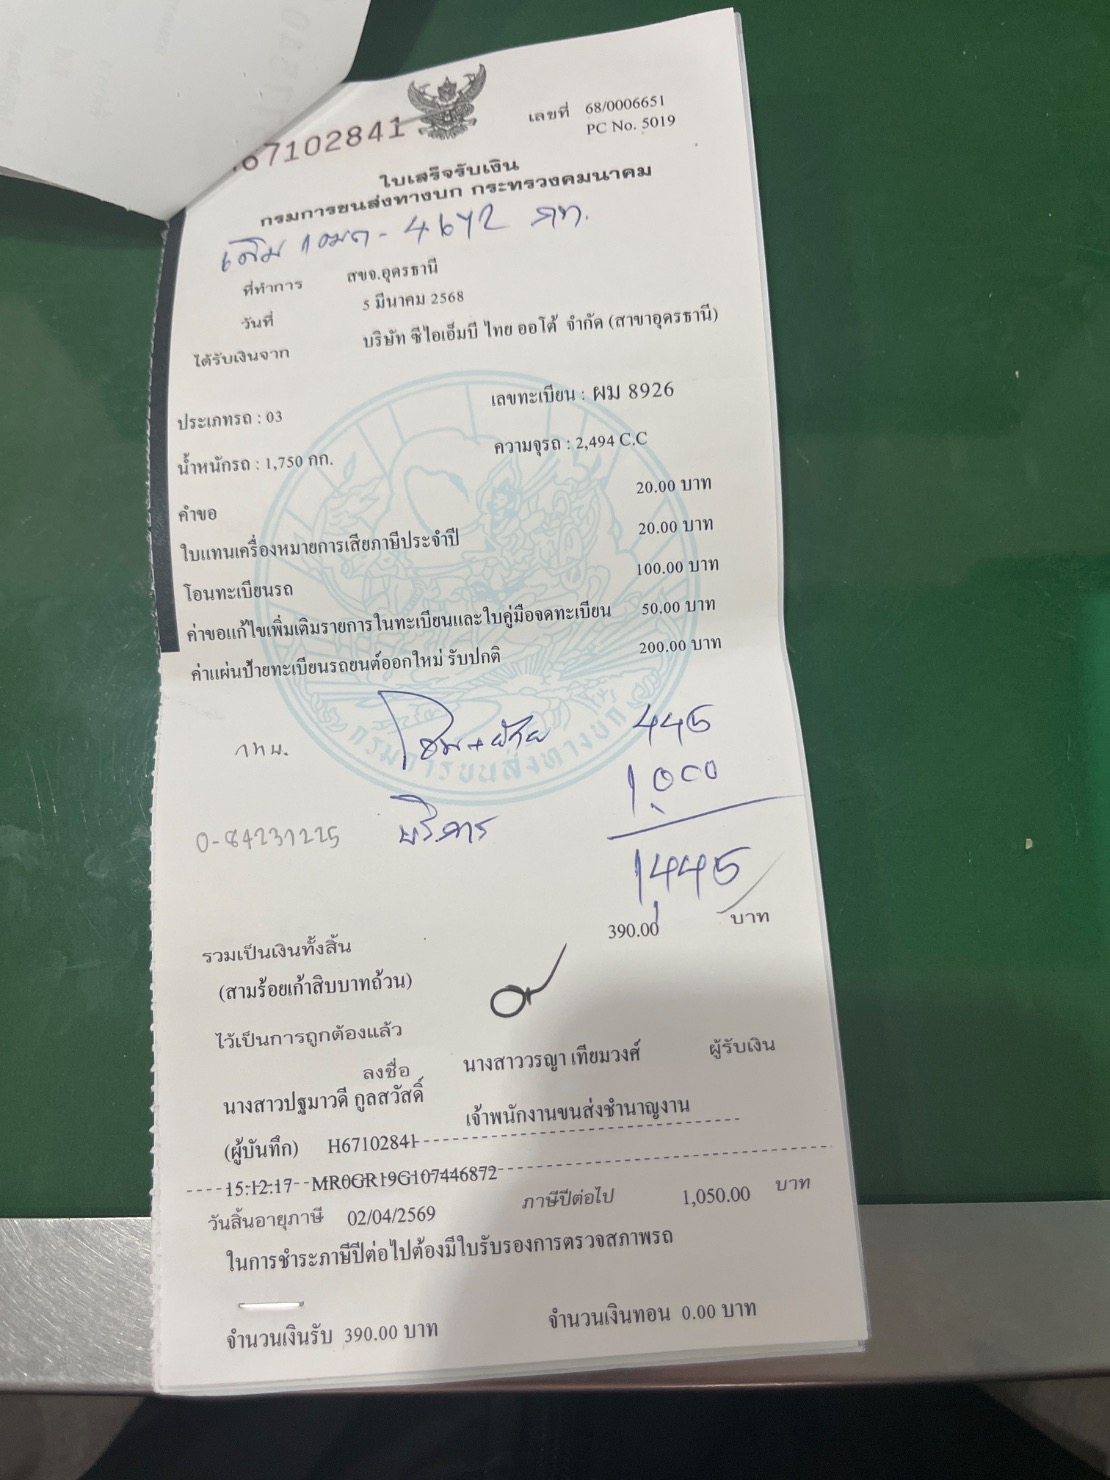 67102841
เลขที่ 68/0006651
PC No. 5019
ใบเสร็จรับเงิน
กรมการขนส่งทางบก กระทรวงคมนาคม
เดิม 1ฒถ-4672 กท.
ที่ทำการ สขจ.อุดรธานี
วันที่ 5 มีนาคม 2568
ได้รับเงินจาก บริษัท ซีไอเอ็มบี ไทย ออโต้ จำกัด (สาขาอุดรธานี)
ประเภทรถ : 03 เลขทะเบียน : ผม 8926
น้ำหนักรถ : 1,750 กก. ความจุรถ : 2,494 C.C
คำขอ 20.00 บาท
ใบแทนเครื่องหมายการเสียภาษีประจำปี 20.00 บาท
โอนทะเบียนรถ 100.00 บาท
ค่าขอแก้ไขเพิ่มเติมรายการในทะเบียนและใบคู่มือจดทะเบียน 50.00 บาท
ค่าแผ่นป้ายทะเบียนรถยนต์ออกใหม่ รับปกติ 200.00 บาท
กรมการขนส่งทางบก
445
บริการ 1,000
0-84231225
1,445
รวมเป็นเงินทั้งสิ้น 390.00 บาท
(สามร้อยเก้าสิบบาทถ้วน)
ไว้เป็นการถูกต้องแล้ว
ลงชื่อ นางสาววรญา เทียมวงศ์ ผู้รับเงิน
นางสาวปฐมาวดี กูลสวัสดิ์
เจ้าพนักงานขนส่งชำนาญงาน
(ผู้บันทึก) H67102841
15:12:17 MR0GR19G107446872
วันสิ้นอายุภาษี 02/04/2569 ภาษีปีต่อไป 1,050.00 บาท
ในการชำระภาษีปีต่อไปต้องมีใบรับรองการตรวจสภาพรถ
จำนวนเงินรับ 390.00 บาท จำนวนเงินทอน 0.00 บาท